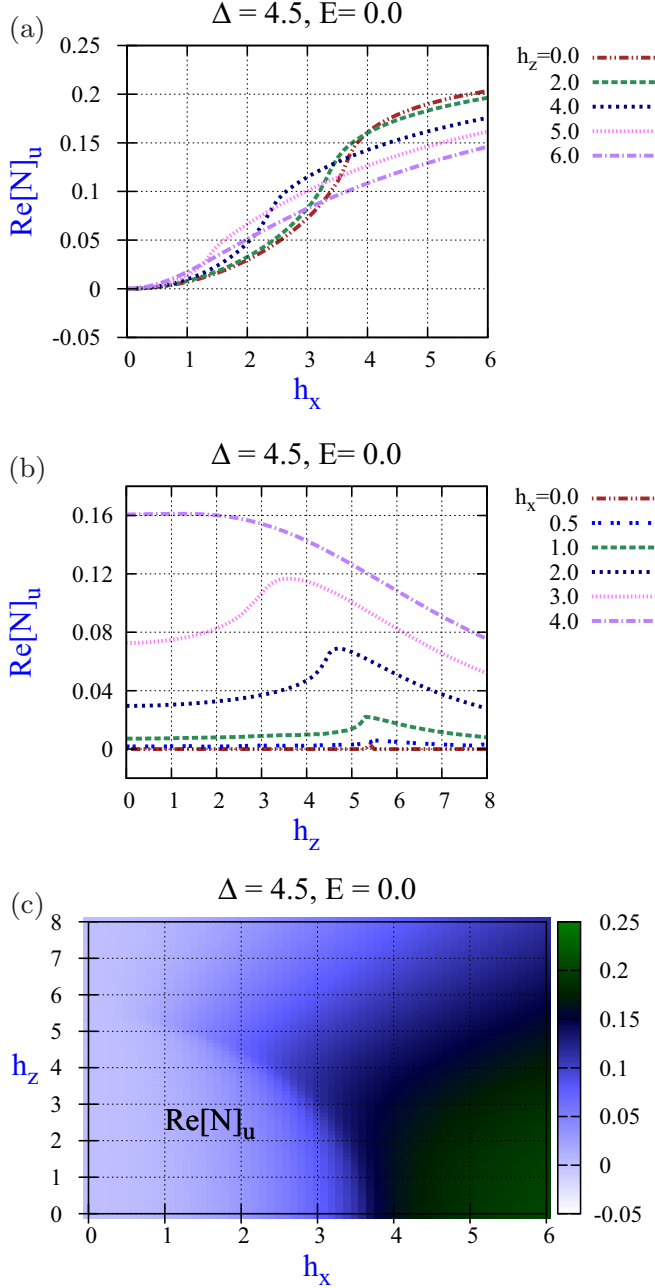 (a)
Δ = 4.5, E= 0.0
0.25
0.2
0.15
0.1
0.05
0
-0.05
Re[N]u
0 1 2 3 4 5 6
hx
hz=0.0
2.0
4.0
5.0
6.0
(b)
Δ = 4.5, E= 0.0
0.16
0.12
0.08
0.04
0
Re[N]u
0 1 2 3 4 5 6 7 8
hz
hx=0.0
0.5
1.0
2.0
3.0
4.0
(c)
Δ = 4.5, E = 0.0
8
7
6
5
4
3
2
1
0
hz
Re[N]u
0 1 2 3 4 5 6
hx
0.25
0.2
0.15
0.1
0.05
0
-0.05